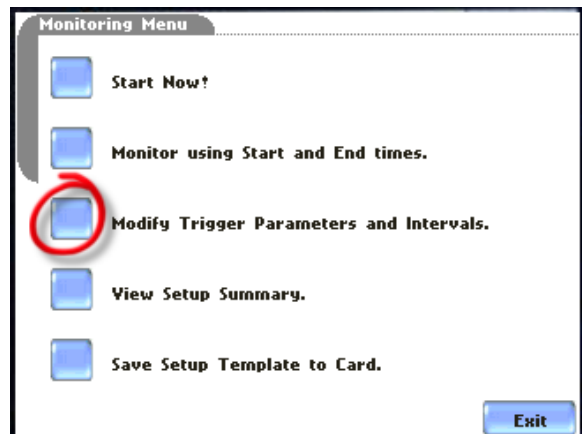 Monitoring Menu
Start Now!
Monitor using Start and End times.
Modify Trigger Parameters and Intervals.
View Setup Summary.
Save Setup Template to Card.
Exit